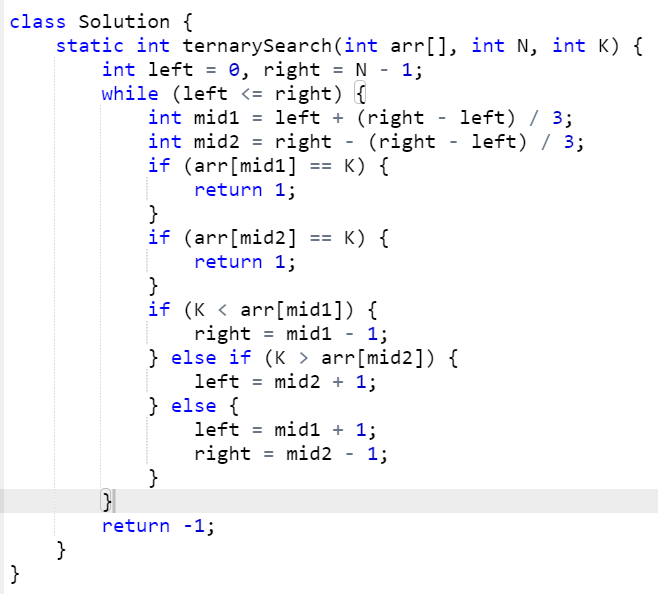 class Solution {
    static int ternarySearch(int arr[], int N, int K) {
        int left = 0, right = N - 1;
        while (left <= right) {
            int mid1 = left + (right - left) / 3;
            int mid2 = right - (right - left) / 3;
            if (arr[mid1] == K) {
                return 1;
            }
            if (arr[mid2] == K) {
                return 1;
            }
            if (K < arr[mid1]) {
                right = mid1 - 1;
            } else if (K > arr[mid2]) {
                left = mid2 + 1;
            } else {
                left = mid1 + 1;
                right = mid2 - 1;
            }
        }
        return -1;
    }
}